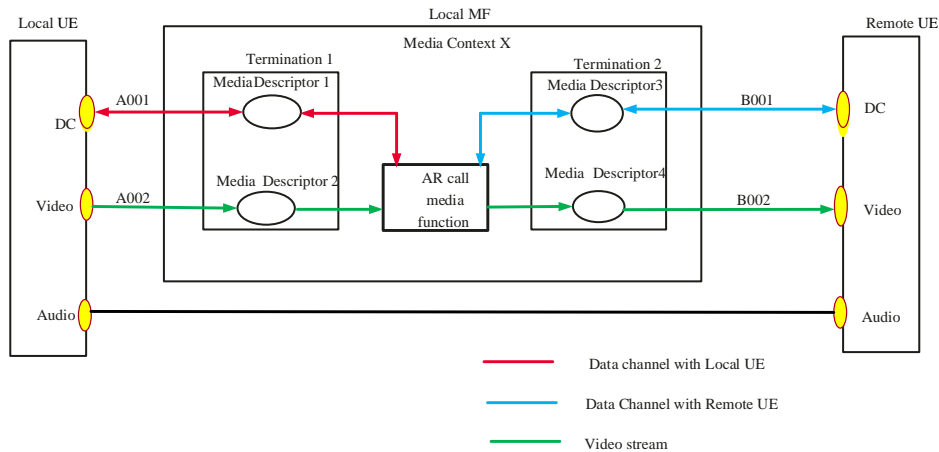 Local MF
Local UE
Remote UE
Media Context X
Termination 1
Termination 2
MediaDescriptor 1
Media Descriptor3
A001
B001
DC
DC
Media Descriptor 2
Media Descriptor4
AR call
media
function
A002
B002
Video
Video
Audio
Audio
Data channel with Local UE
Data Channel with Remote UE
Video stream